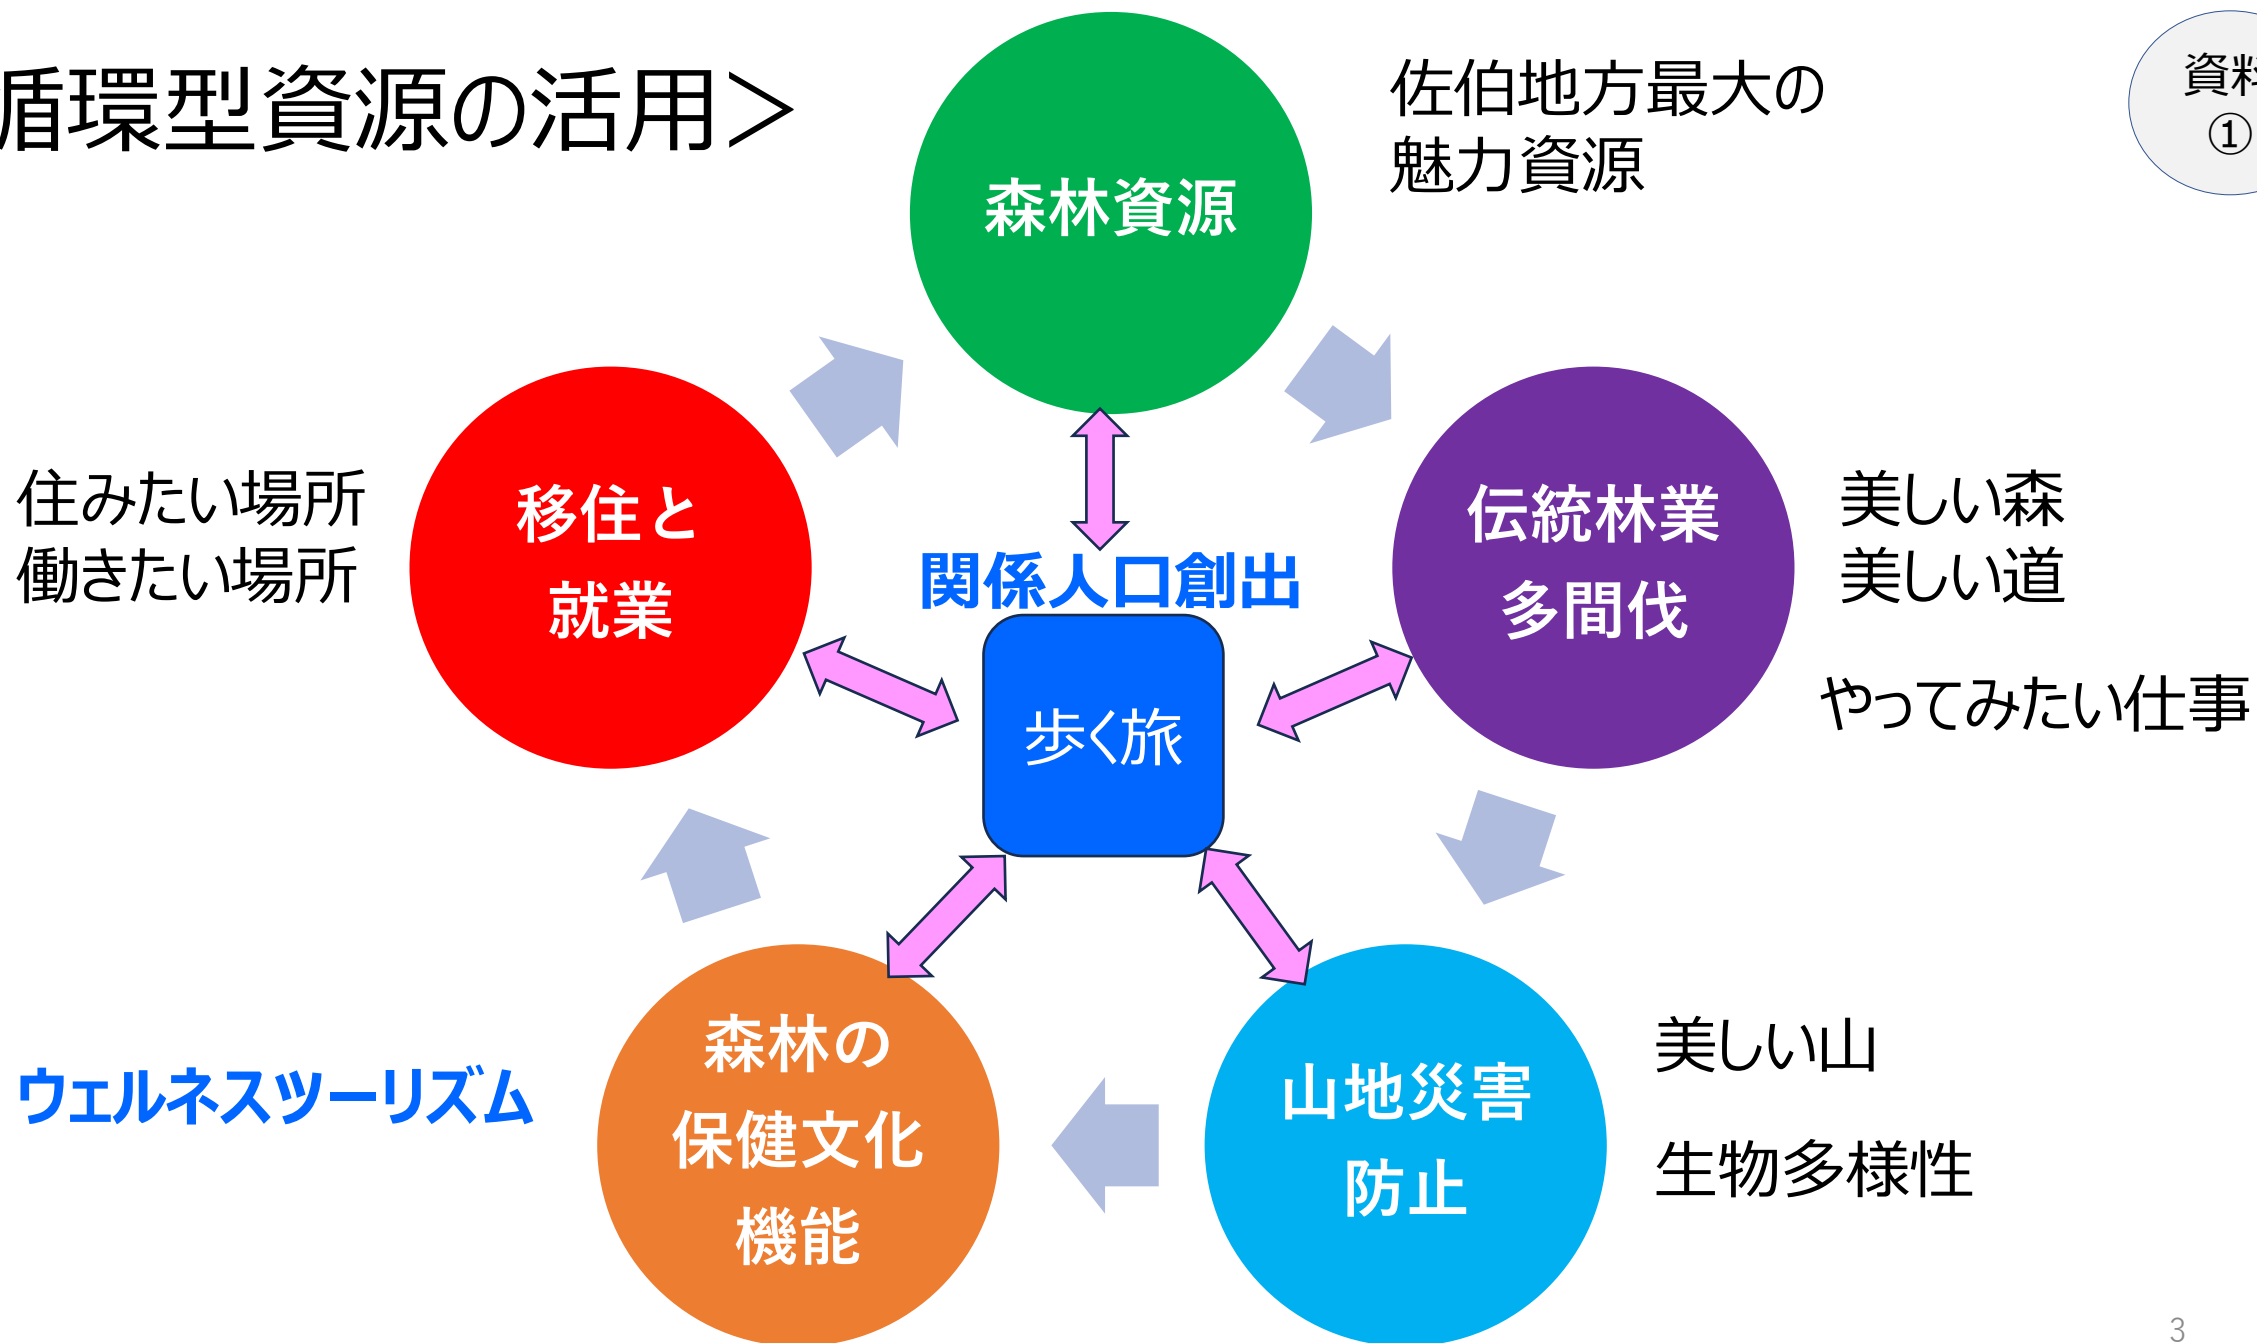 循環型資源の活用＞
資料
①
森林資源
佐伯地方最大の
魅力資源
移住と
就業
住みたい場所
働きたい場所
関係人口創出
歩く旅
伝統林業
多間伐
美しい森
美しい道
やってみたい仕事
森林の
保健文化
機能
ウェルネスツーリズム
山地災害
防止
美しい山
生物多様性
3